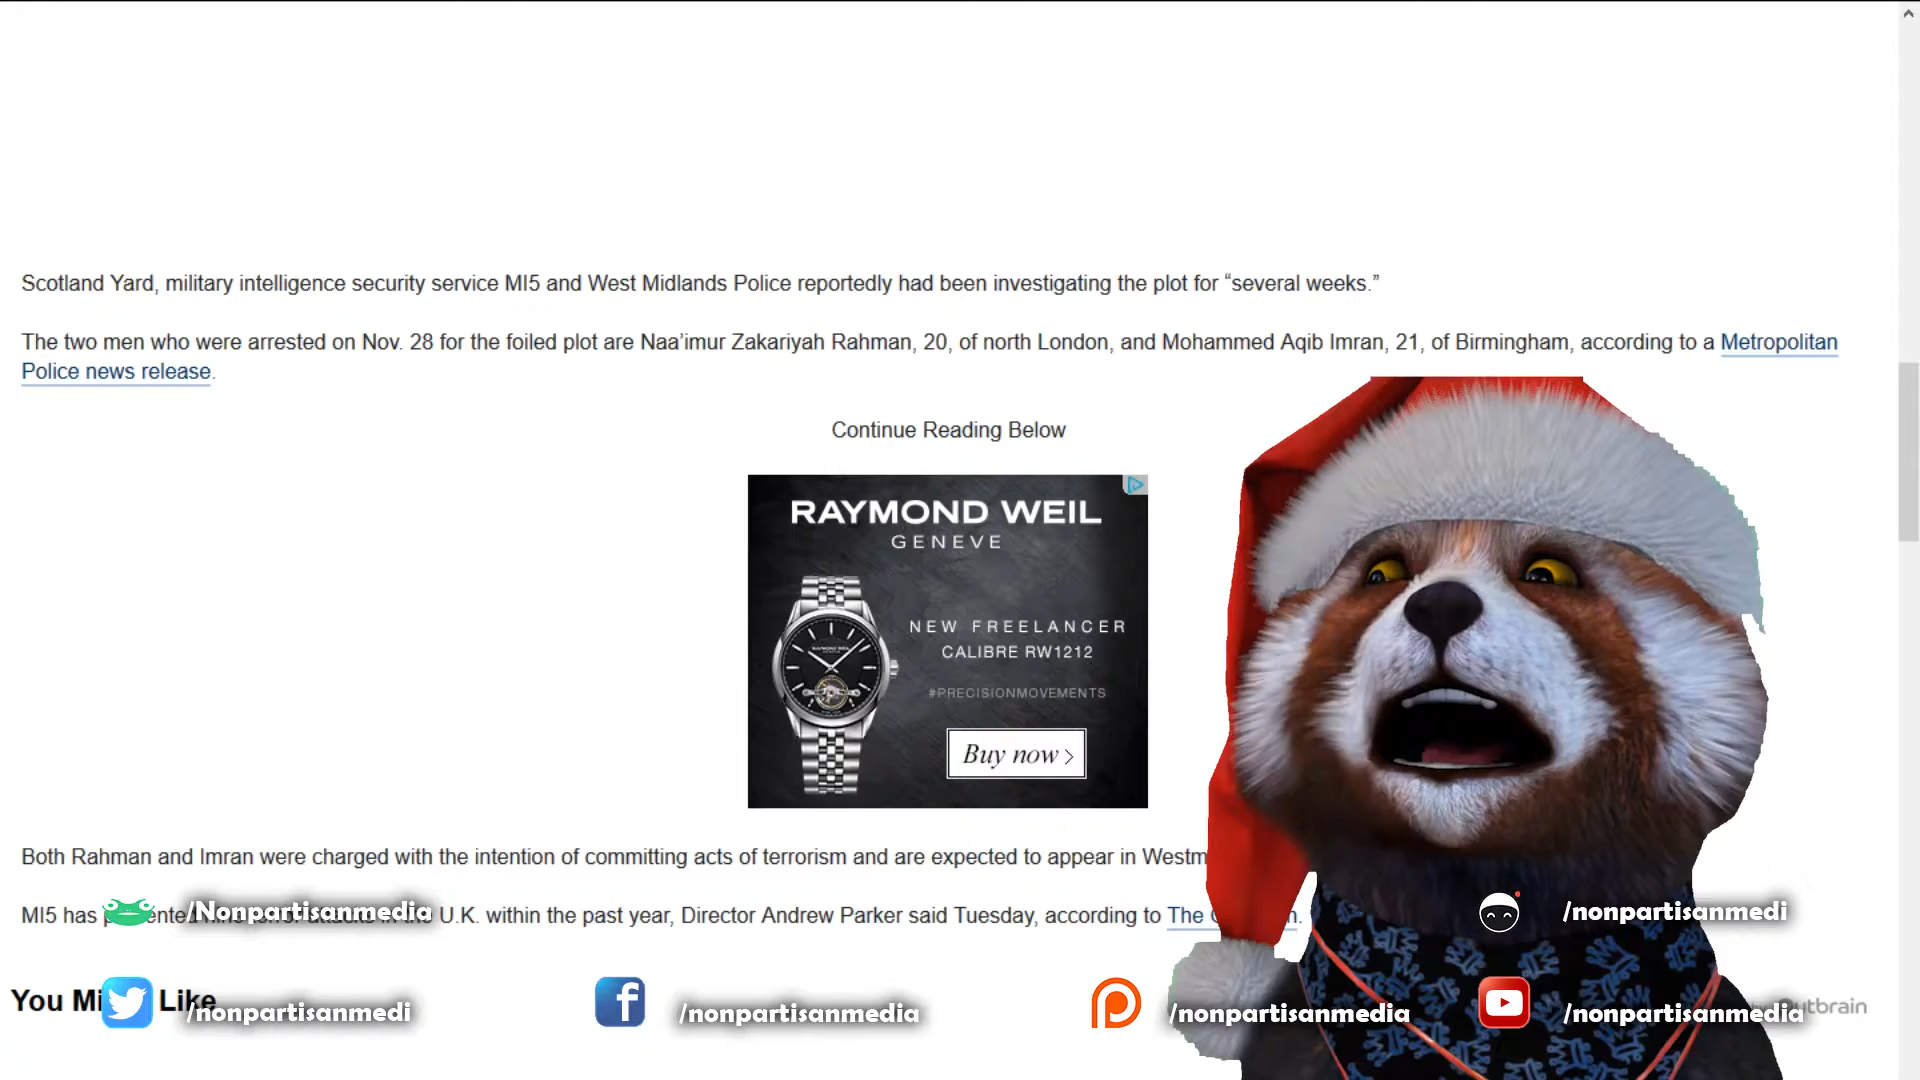 Scotland Yard, military intelligence security service MI5 and West Midlands Police reportedly had been investigating the plot for “several weeks.”
The two men who were arrested on Nov. 28 for the foiled plot are Naa’imur Zakariyah Rahman, 20, of north London, and Mohammed Aqib Imran, 21, of Birmingham, according to a Metropolitan
Police news release.
Continue Reading Below
RAYMOND WEIL
GENEVE
NEW FREELANCER
CALIBRE RW1212
#PRECISIONMOVEMENTS
Buy now >
Both Rahman and Imran were charged with the intention of committing acts of terrorism and are expected to appear in Westm
MI5 has U.K. within the past year, Director Andrew Parker said Tuesday, according to The
/Nonpartisanmedia
/nonpartisanmedi
You Like
/nonpartisanmedi
/nonpartisanmedia
/nonpartisanmedia
/nonpartisanmedia